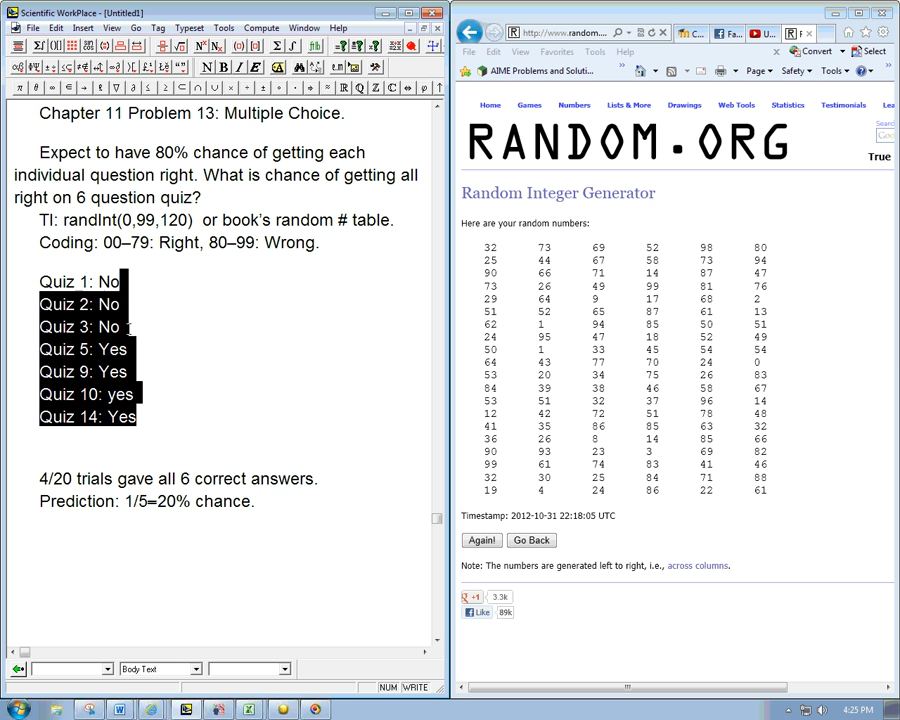 Scientific WorkPlace - [Untitled1]
File Edit Insert View Go Tag Tools Compute Window Help
Chapter 11 Problem 13: Multiple Choice.
Expect to have 80% chance of getting each
individual question right. What is chance of getting all
right on 6 question quiz?
TI: randInt(0,99,120) or book's random # table.
Coding: 00–79: Right, 80–99: Wrong.
Quiz 1: No
Quiz 2: No
Quiz 3: No
Quiz 5: Yes
Quiz 9: Yes
Quiz 10: yes
Quiz 14: Yes
4/20 trials gave all 6 correct answers.
Prediction: 1/5=20% chance.
Body Text
NUM WRITE
http://www.random.
File Edit View Favorites Tools Help
Convert Select
AIME Problems and Soluti...
Page Safety Tools
Home Games Numbers Lists & More Drawings Web Tools Statistics Testimonials
RANDOM.ORG
True
Random Integer Generator
Here are your random numbers:
32 73 69 52 98 80
25 44 67 58 73 94
90 66 71 14 87 47
73 26 49 99 81 76
29 64 9 17 68 2
51 52 65 87 61 13
62 1 94 85 50 51
24 95 47 18 52 49
50 1 33 45 54 54
64 43 77 70 24 0
53 20 34 75 26 83
84 39 38 46 58 67
53 51 32 37 96 14
12 42 72 51 78 48
41 35 86 85 63 32
36 26 8 14 85 66
90 93 23 3 69 82
99 61 74 83 41 46
32 30 25 84 71 88
19 4 24 86 22 61
Timestamp: 2012-10-31 22:18:05 UTC
Again! Go Back
Note: The numbers are generated left to right, i.e., across columns.
+1 3.3k
Like 89k
4:25 PM